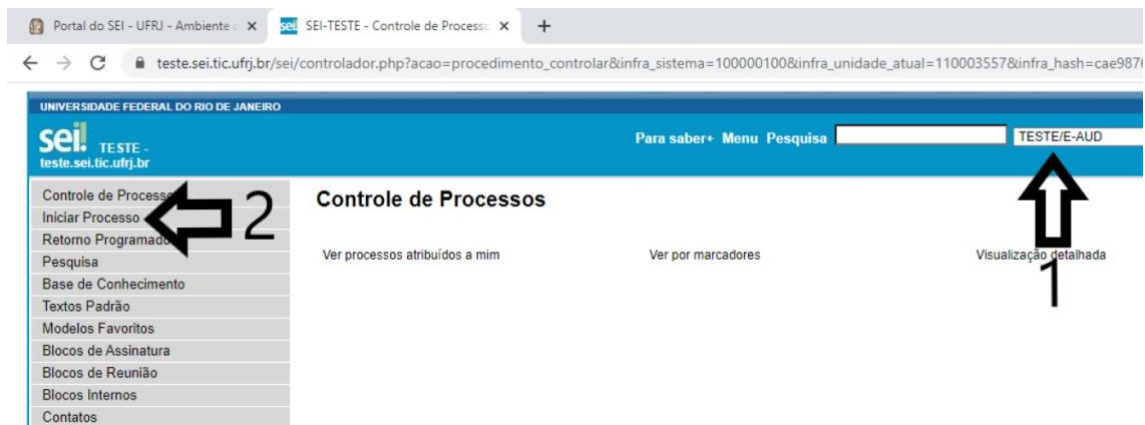 Portal do SEI - UFRJ - Ambiente
SEI-TESTE - Controle de Processo
teste.sei.tic.ufrj.br/sei/controlador.php?acao=procedimento_controlar&infra_sistema=100000100&infra_unidade_atual=110003557&infra_hash=cae987
UNIVERSIDADE FEDERAL DO RIO DE JANEIRO
sei! TESTE -
teste.sei.tic.ufrj.br
Para saber+ Menu Pesquisa TESTE/E-AUD
Controle de Processos
Iniciar Processo
2
Retorno Programado
Pesquisa
Base de Conhecimento
Textos Padrão
Modelos Favoritos
Blocos de Assinatura
Blocos de Reunião
Blocos Internos
Contatos
Controle de Processos
Ver processos atribuídos a mim Ver por marcadores Visualização detalhada
1